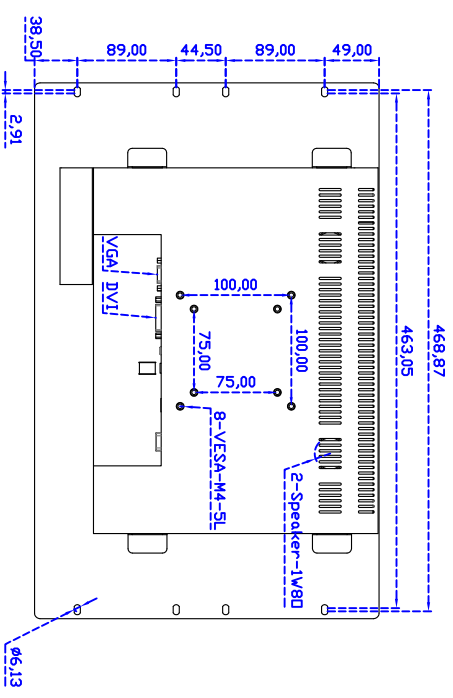 38,50
89,00
44,50
89,00
49,00
2,91
468,87
463,05
VGA
DVI
100,00
100,00
75,00
75,00
8-VESA-M4-5L
2-Speaker-1W8Ω
ø6,13